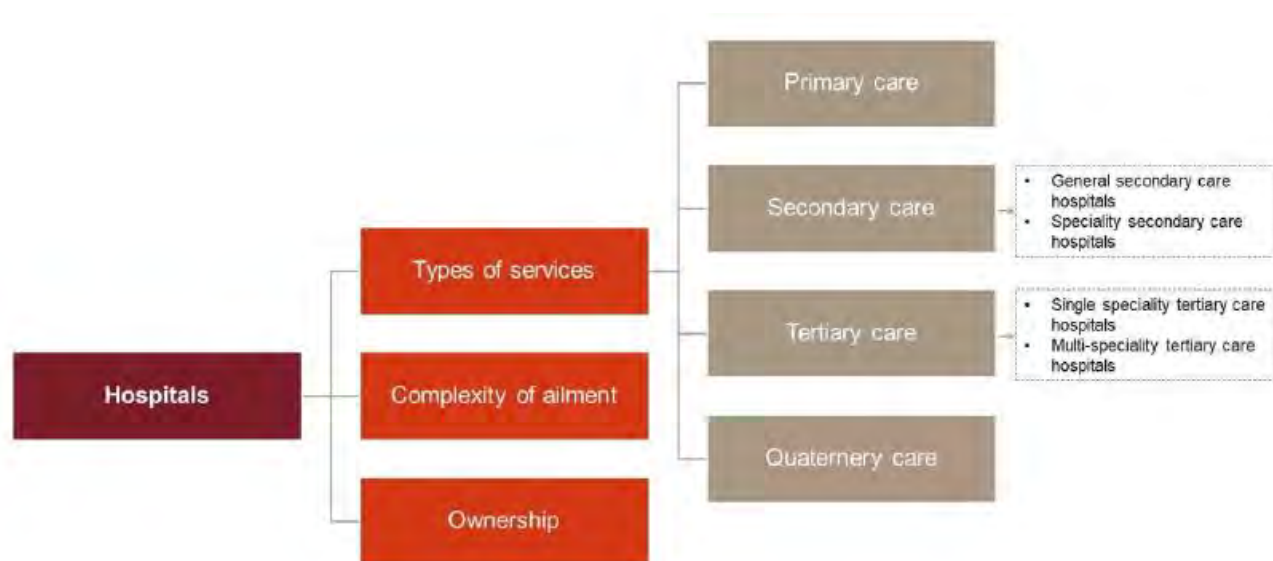 Primary care
Secondary care
• General secondary care
hospitals
• Speciality secondary care
hospitals
Types of services
Tertiary care
• Single speciality tertiary care
hospitals
• Multi-speciality tertiary care
hospitals
Hospitals
Complexity of ailment
Quaternery care
Ownership